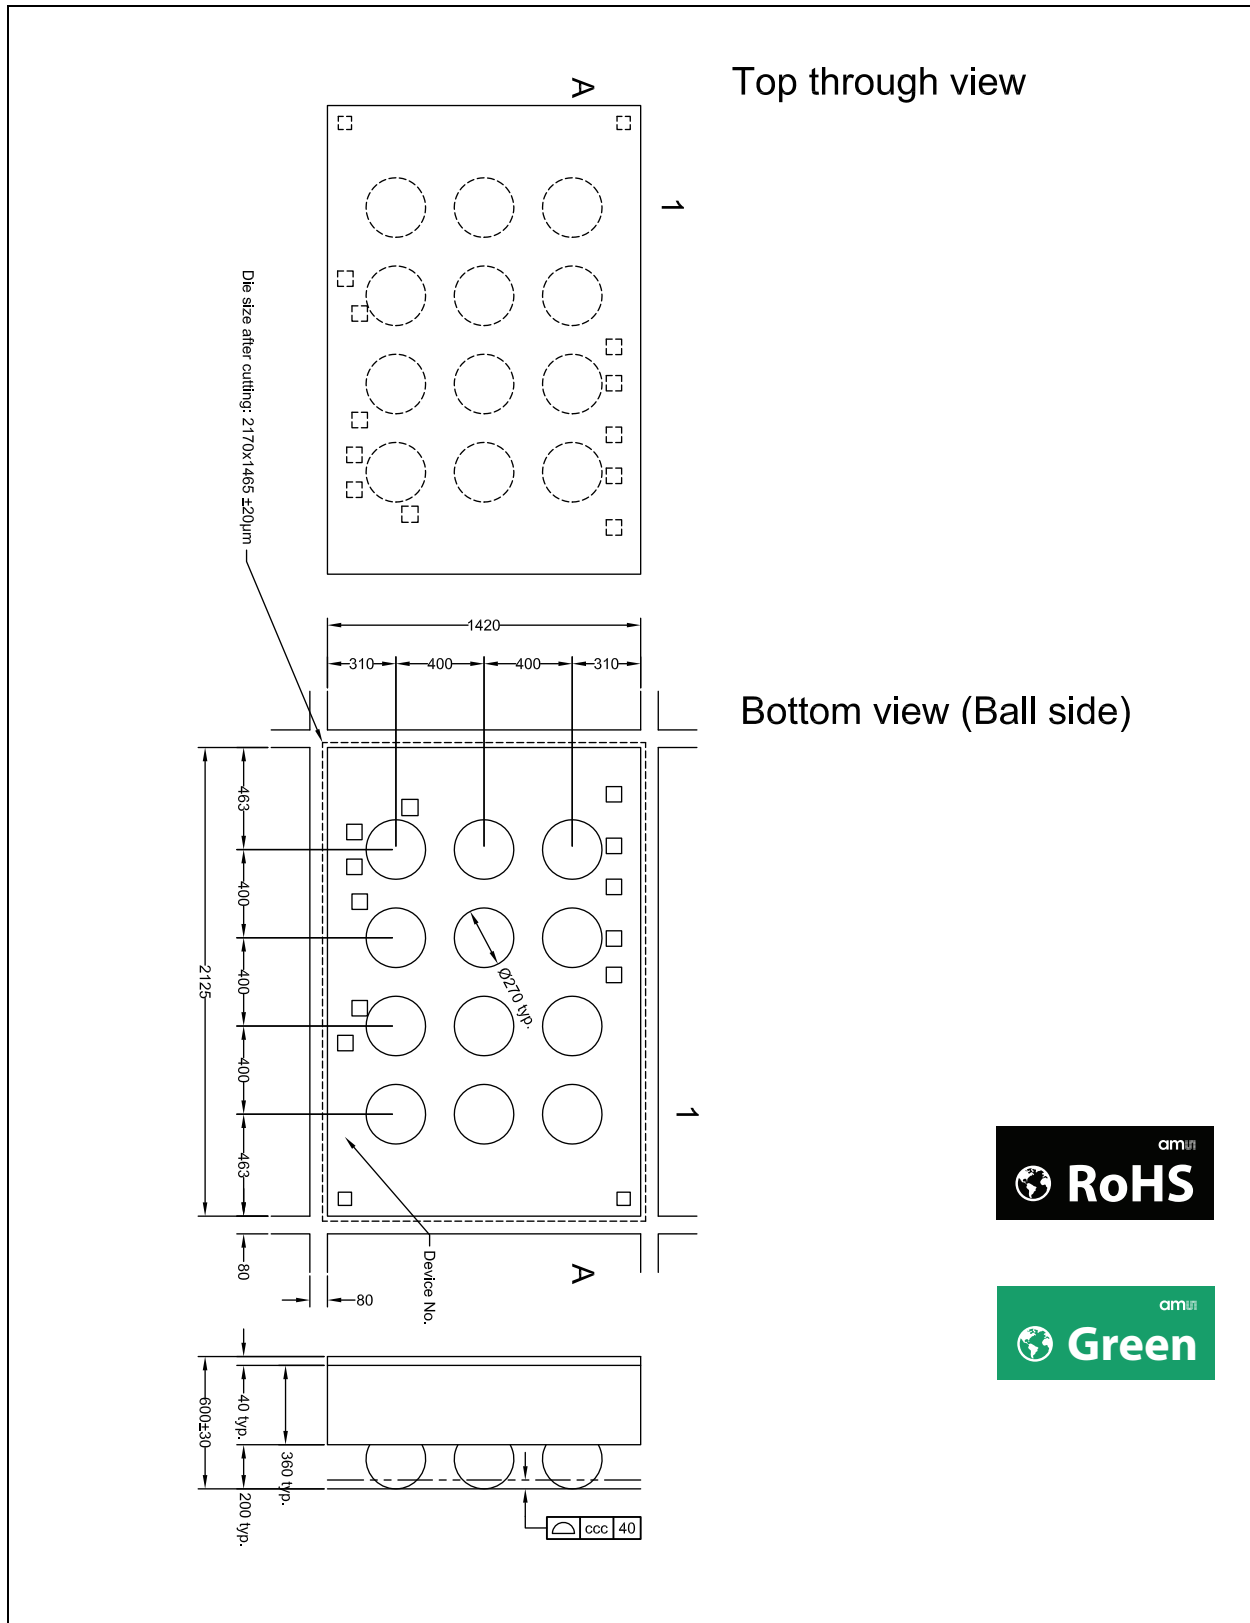 Top through view
A
1
Die size after cutting: 2170x1465 ±20µm
1420
310
400
400
310
Bottom view (Ball side)
463
400
400
400
463
2125
80
80
Ø270 typ.
1
A
Device No.
ams
RoHS
ams
Green
600±30
40 typ.
360 typ.
200 typ.
ccc
40